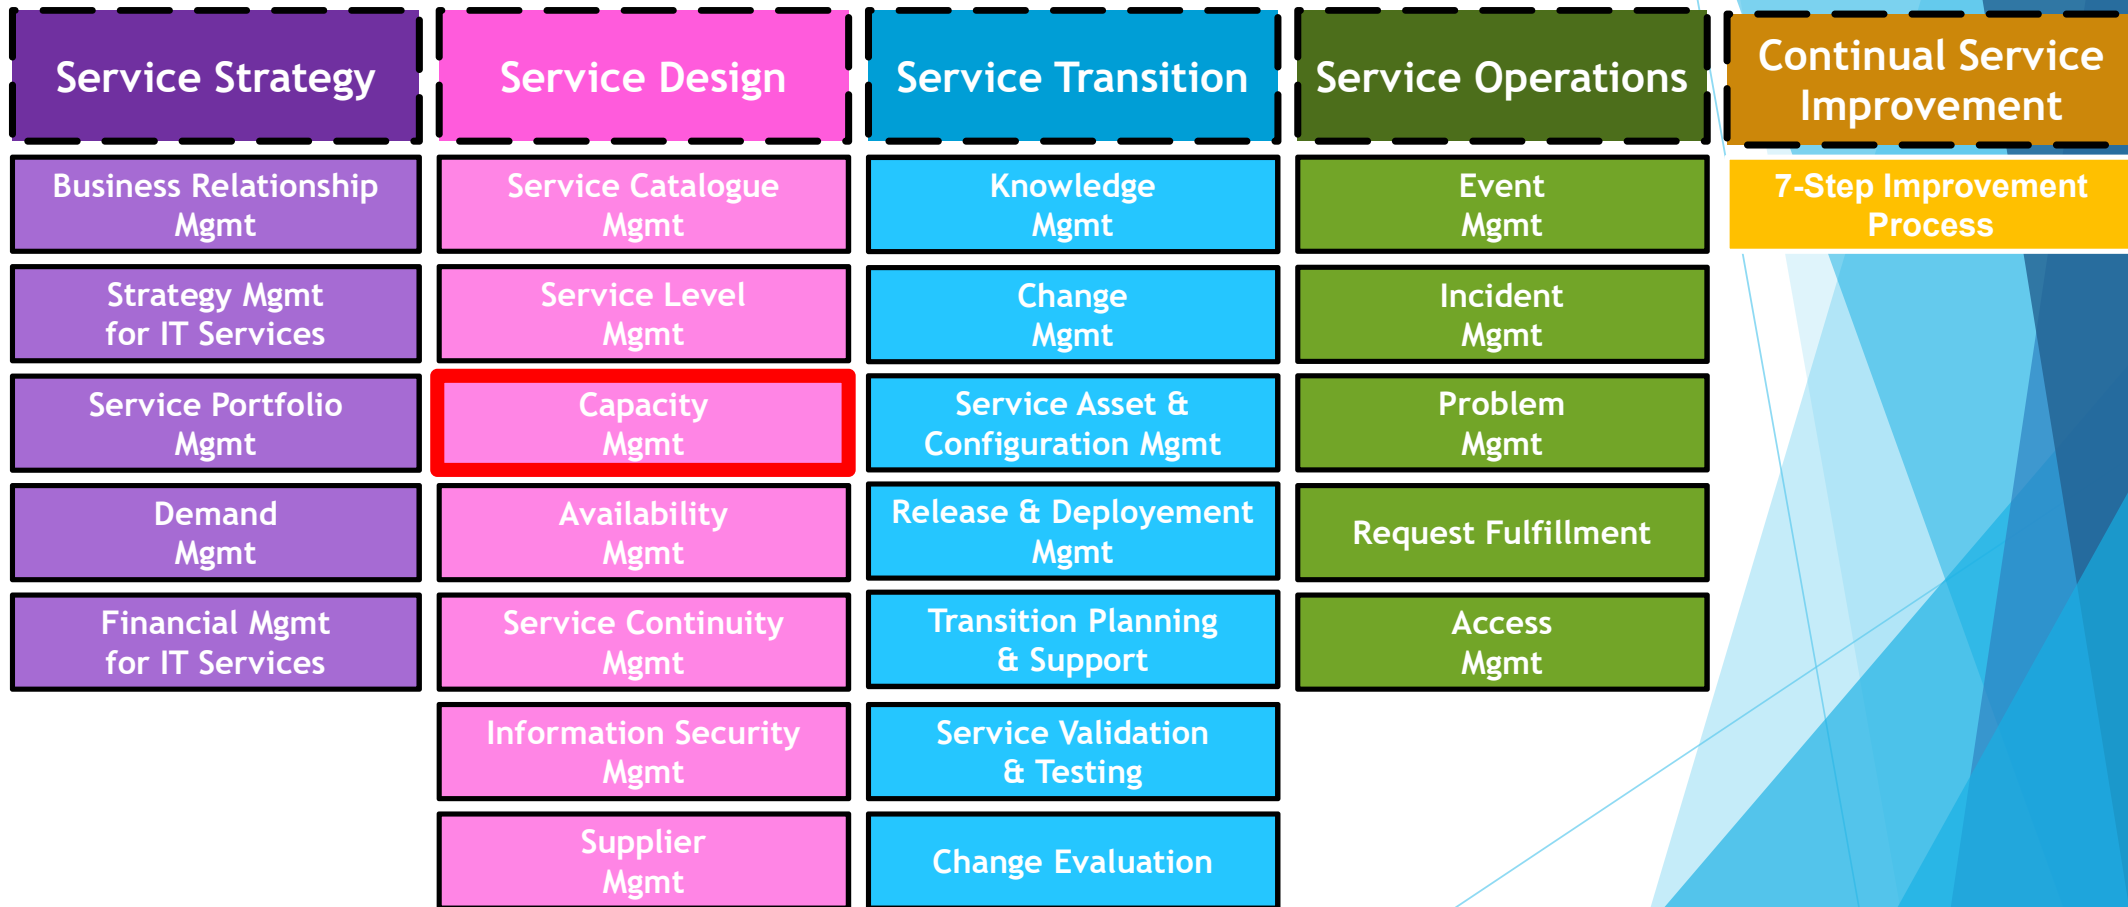 Service Strategy
Business Relationship
Mgmt
Strategy Mgmt
for IT Services
Service Portfolio
Mgmt
Demand
Mgmt
Financial Mgmt
for IT Services
Service Design
Service Catalogue
Mgmt
Service Level
Mgmt
Capacity
Mgmt
Availability
Mgmt
Service Continuity
Mgmt
Information Security
Mgmt
Supplier
Mgmt
Service Transition
Knowledge
Mgmt
Change
Mgmt
Service Asset &
Configuration Mgmt
Release & Deployement
Mgmt
Transition Planning
& Support
Service Validation
& Testing
Change Evaluation
Service Operations
Event
Mgmt
Incident
Mgmt
Problem
Mgmt
Request Fulfillment
Access
Mgmt
Continual Service
Improvement
7-Step Improvement
Process